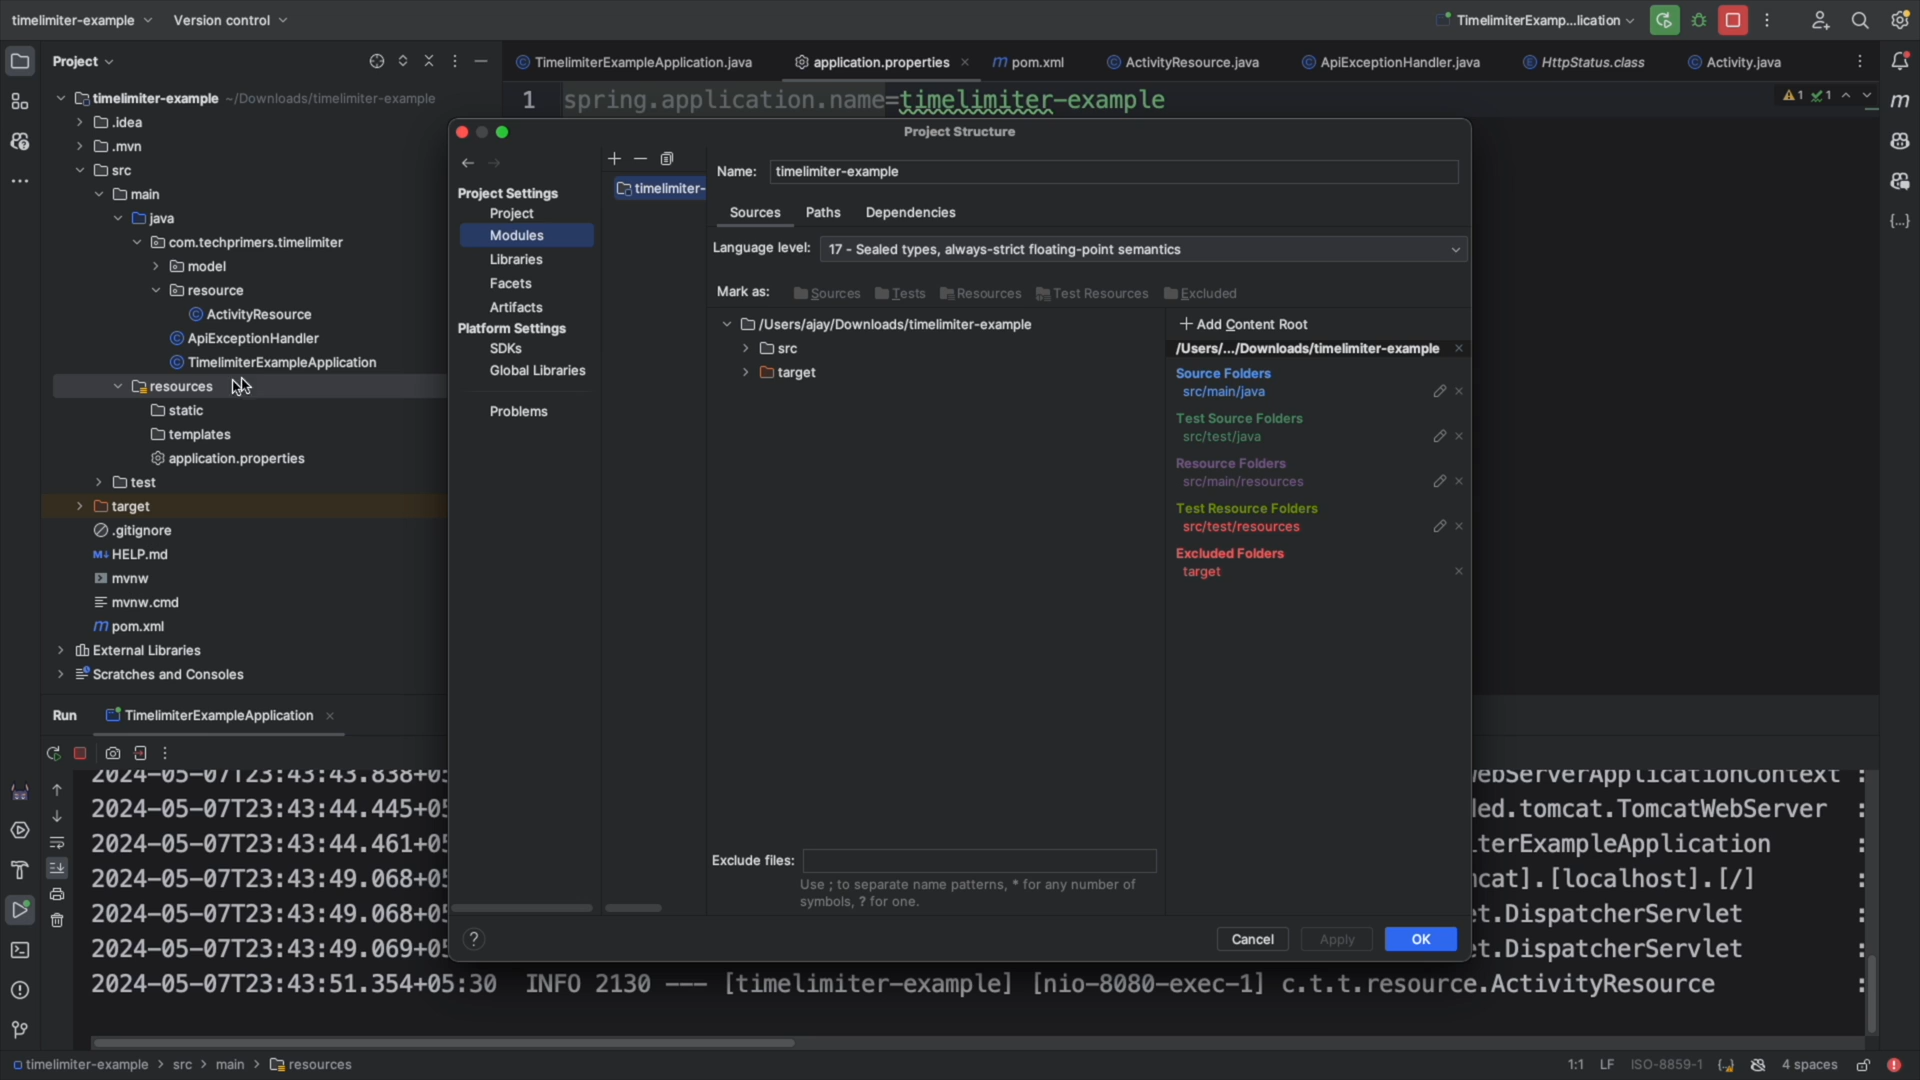 timelimiter-example
Version control
TimelimiterExamp...lication
Project
TimelimiterExampleApplication.java
application.properties
pom.xml
ActivityResource.java
ApiExceptionHandler.java
HttpStatus.class
Activity.java
timelimiter-example ~/Downloads/timelimiter-example
.idea
.mvn
src
main
java
com.techprimers.timelimiter
model
resource
ActivityResource
ApiExceptionHandler
TimelimiterExampleApplication
resources
static
templates
application.properties
test
target
.gitignore
HELP.md
mvnw
mvnw.cmd
pom.xml
External Libraries
Scratches and Consoles
1 spring.application.name=timelimiter-example
1 1
Project Structure
Project Settings
Project
Modules
Libraries
Facets
Artifacts
Platform Settings
SDKs
Global Libraries
Problems
timelimiter-
Name: timelimiter-example
Sources Paths Dependencies
Language level: 17 - Sealed types, always-strict floating-point semantics
Mark as: Sources Tests Resources Test Resources Excluded
/Users/ajay/Downloads/timelimiter-example
src
target
+ Add Content Root
/Users/.../Downloads/timelimiter-example
Source Folders
src/main/java
Test Source Folders
src/test/java
Resource Folders
src/main/resources
Test Resource Folders
src/test/resources
Excluded Folders
target
Exclude files:
Use ; to separate name patterns, * for any number of
symbols, ? for one.
? Cancel Apply OK
Run TimelimiterExampleApplication
2024-05-07T23:43:43.838+05 ebServerApplicationContext :
2024-05-07T23:43:44.445+05 ed.tomcat.TomcatWebServer :
2024-05-07T23:43:44.461+05 terExampleApplication :
2024-05-07T23:43:49.068+05 cat].[localhost].[/] :
2024-05-07T23:43:49.068+05 t.DispatcherServlet :
2024-05-07T23:43:49.069+05 t.DispatcherServlet :
2024-05-07T23:43:51.354+05:30 INFO 2130 --- [timelimiter-example] [nio-8080-exec-1] c.t.t.resource.ActivityResource :
timelimiter-example > src > main > resources
1:1 LF ISO-8859-1 4 spaces